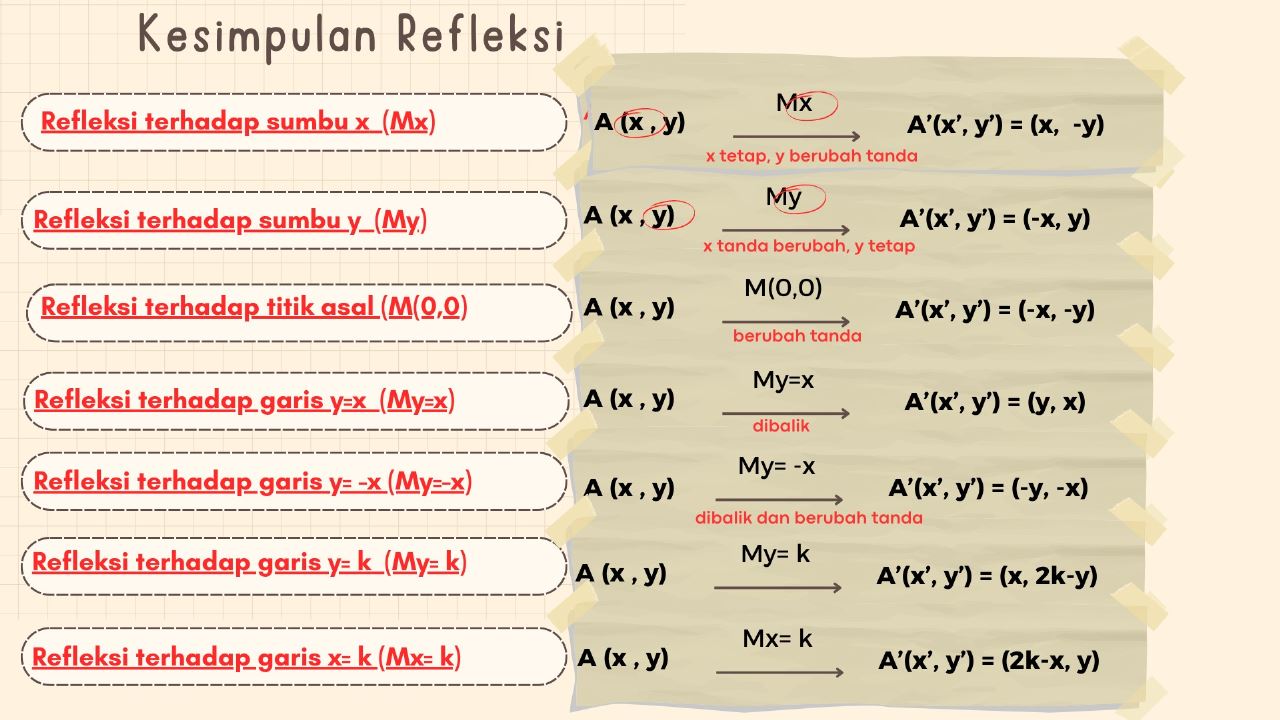 Kesimpulan Refleksi
Refleksi terhadap sumbu x (Mx)
A (x , y)
Mx
x tetap, y berubah tanda
A’(x’, y’) = (x, -y)
Refleksi terhadap sumbu y (My)
A (x , y)
My
x tanda berubah, y tetap
A’(x’, y’) = (-x, y)
Refleksi terhadap titik asal (M(0,0)
A (x , y)
M(0,0)
berubah tanda
A’(x’, y’) = (-x, -y)
Refleksi terhadap garis y=x (My=x)
A (x , y)
My=x
dibalik
A’(x’, y’) = (y, x)
Refleksi terhadap garis y= -x (My=-x)
A (x , y)
My= -x
dibalik dan berubah tanda
A’(x’, y’) = (-y, -x)
Refleksi terhadap garis y= k (My= k)
A (x , y)
My= k
A’(x’, y’) = (x, 2k-y)
Refleksi terhadap garis x= k (Mx= k)
A (x , y)
Mx= k
A’(x’, y’) = (2k-x, y)